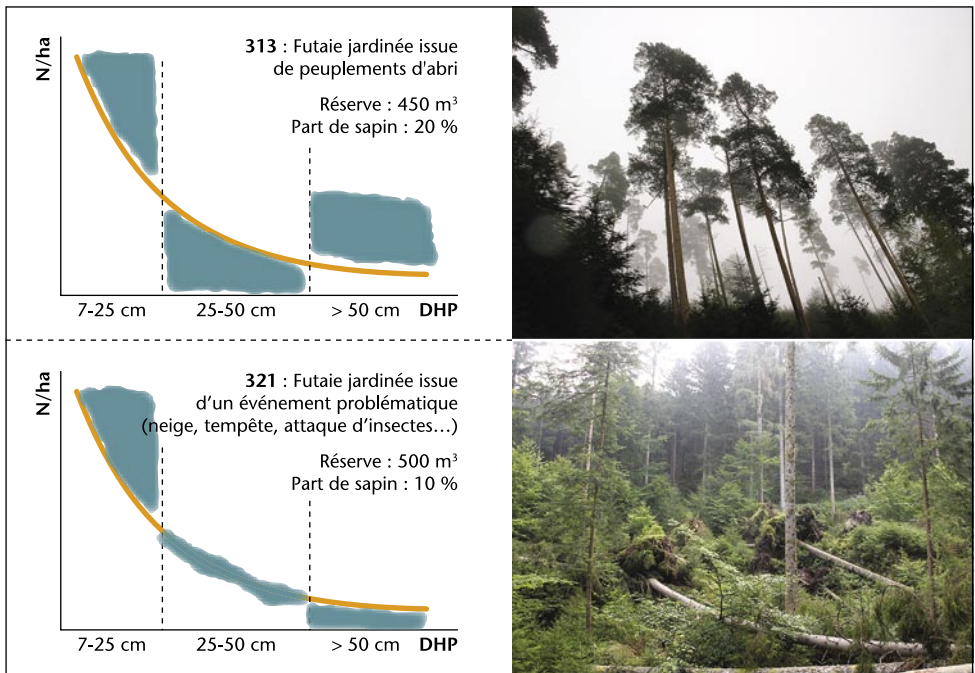 N/ha
313 : Futaie jardinée issue
de peuplements d'abri
Réserve : 450 m³
Part de sapin : 20 %
7-25 cm 25-50 cm > 50 cm DHP
N/ha
321 : Futaie jardinée issue
d’un événement problématique
(neige, tempête, attaque d’insectes…)
Réserve : 500 m³
Part de sapin : 10 %
7-25 cm 25-50 cm > 50 cm DHP